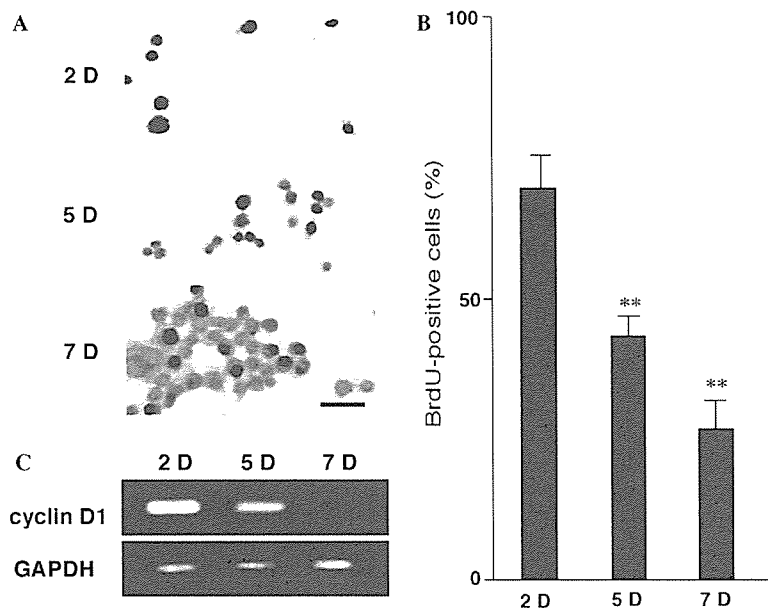 A
2 D
5 D
7 D
B
100
50
0
BrdU-positive cells (%)
**
**
2 D
5 D
7 D
C
2 D
5 D
7 D
cyclin D1
GAPDH